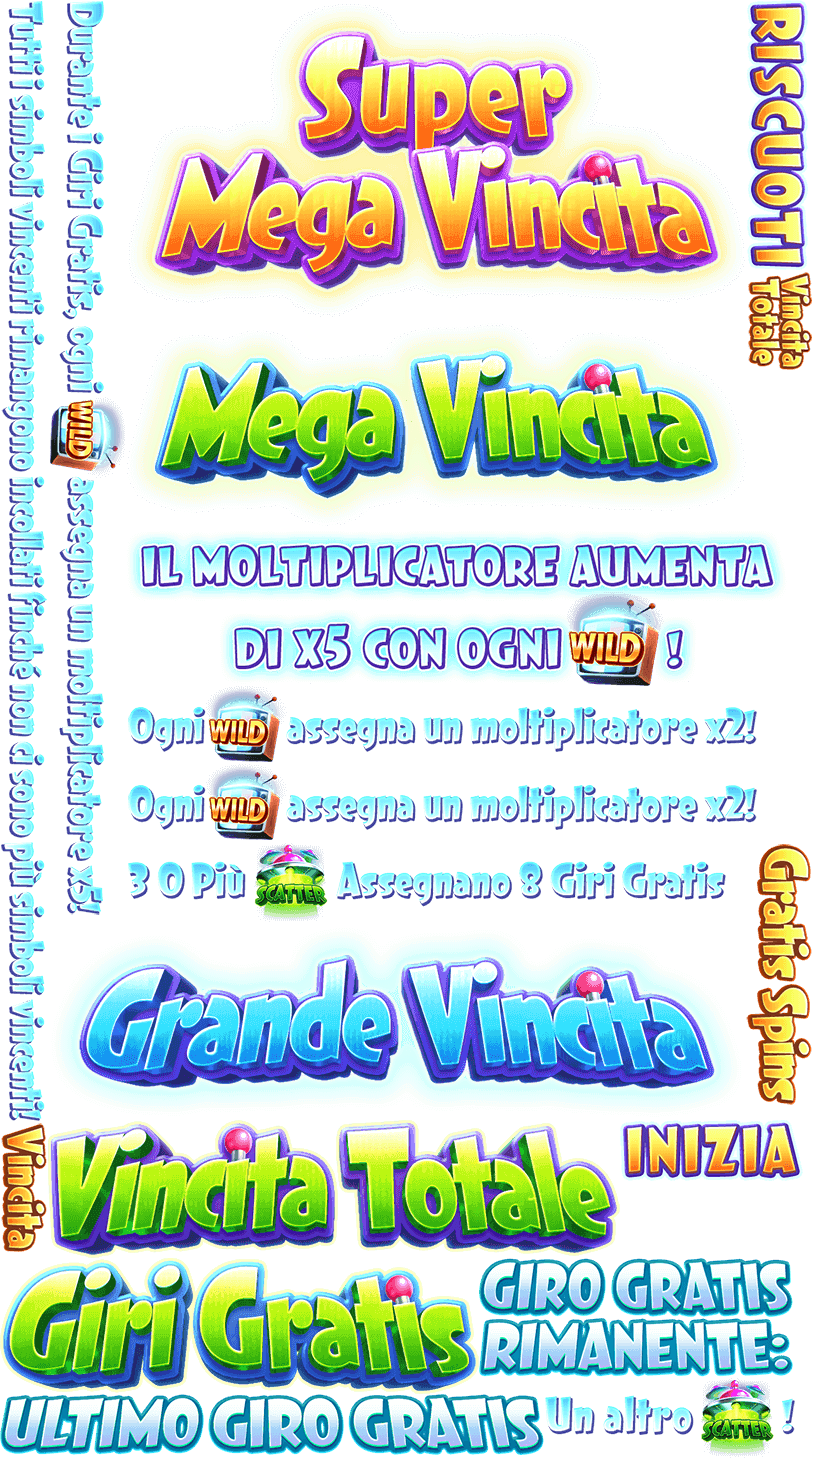 Tutti i simboli vincenti rimangono incollati finché non ci sono più simboli vincenti!
Durante i Giri Gratis, ogni WILD assegna un moltiplicatore x5!
Super
Mega Vincita
RISCUOTI
Vincita
Totale
Mega Vincita
IL MOLTIPLICATORE AUMENTA
DI X5 CON OGNI WILD !
Ogni WILD assegna un moltiplicatore x2!
Ogni WILD assegna un moltiplicatore x2!
3 O Più SCATTER Assegnano 8 Giri Gratis
Gratis Spins
Grande Vincita
Vincita
Vincita Totale
INIZIA
Giri Gratis
GIRO GRATIS
RIMANENTE:
ULTIMO GIRO GRATIS
Un altro SCATTER !